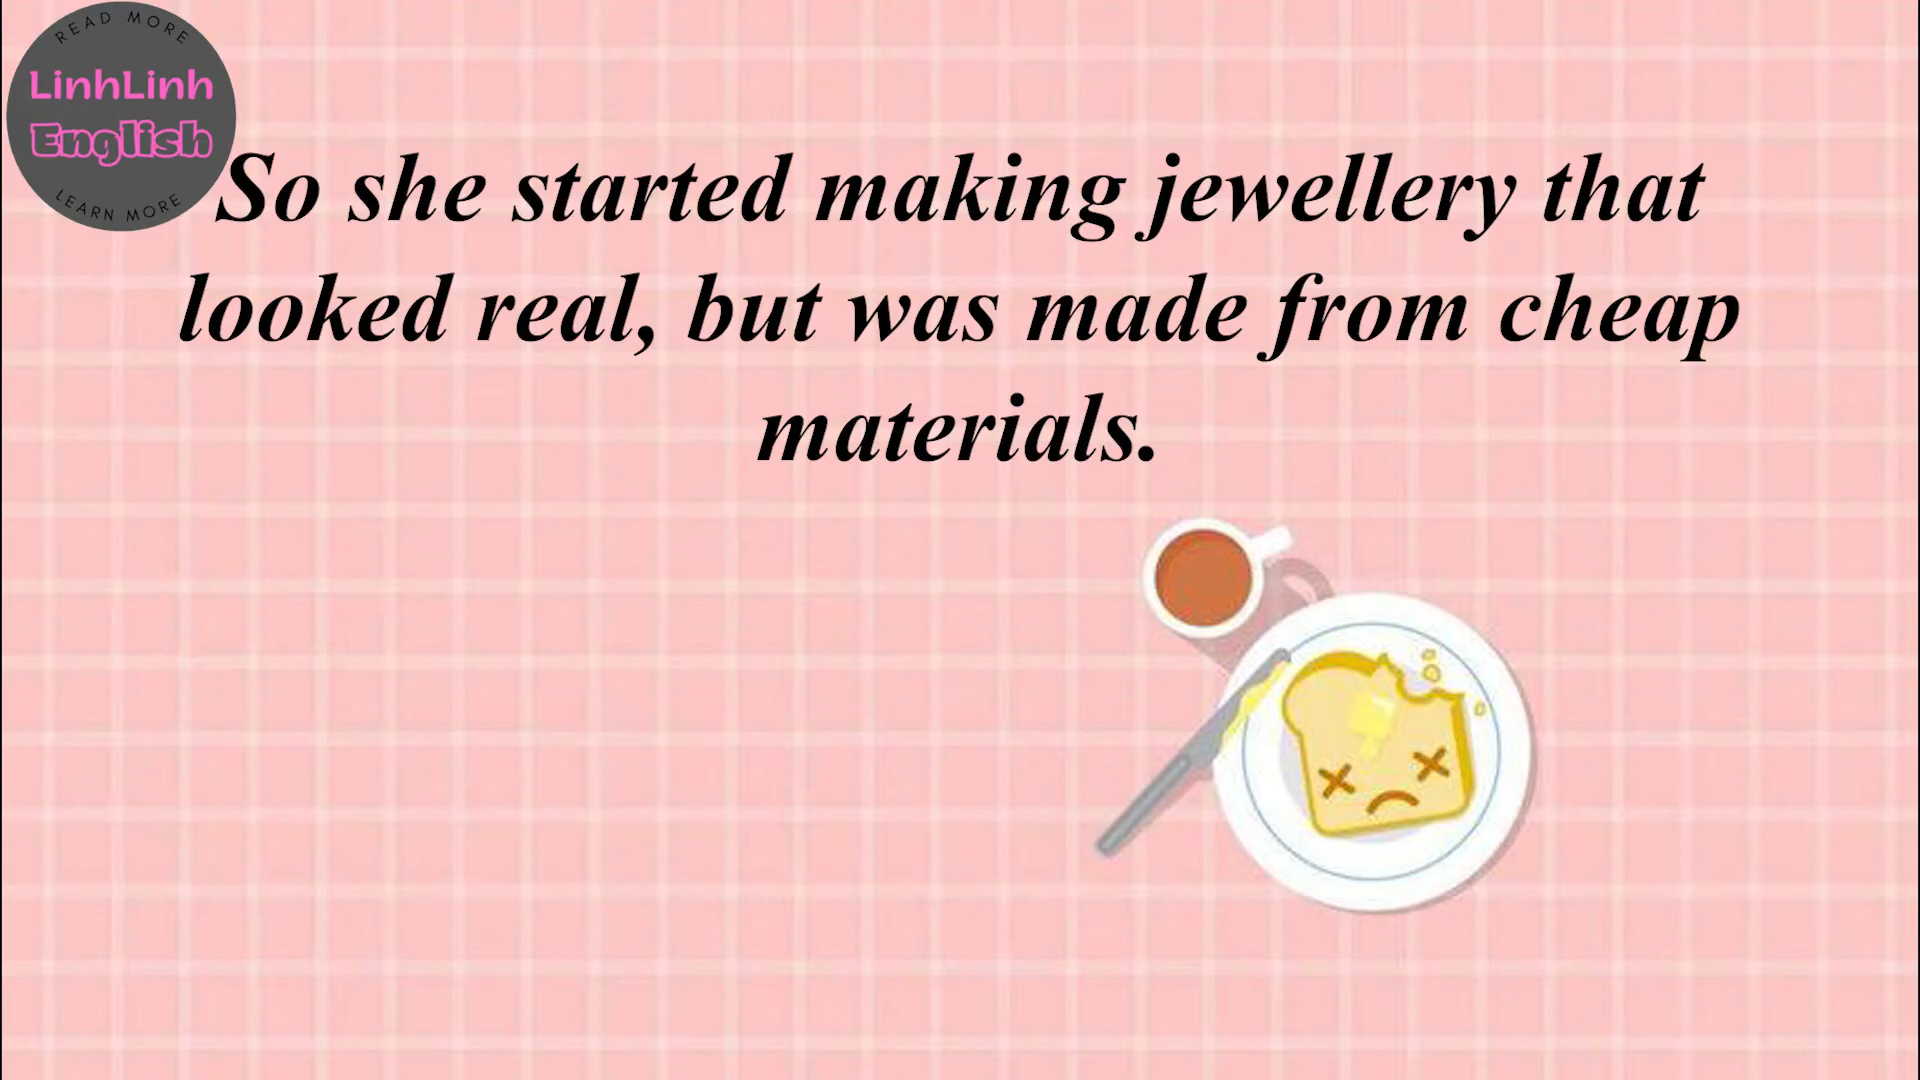 READ MORE
LinhLinh
English
LEARN MORE
So she started making jewellery that
looked real, but was made from cheap
materials.